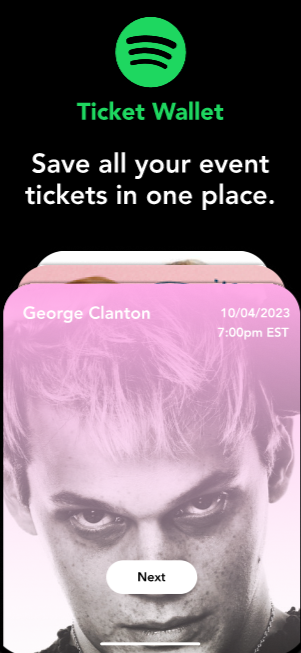 Ticket Wallet
Save all your event
tickets in one place.
George Clanton
10/04/2023
7:00pm EST
Next